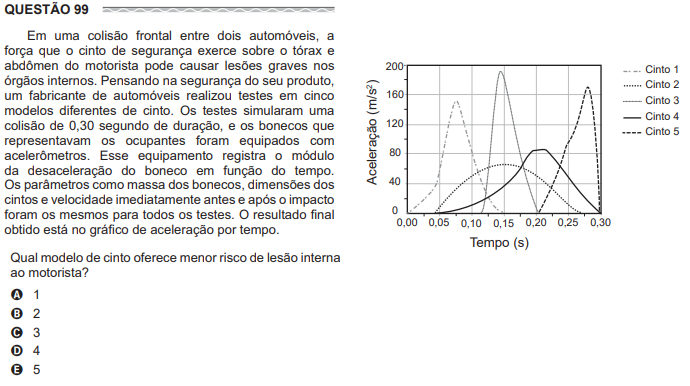 QUESTÃO 99
Em uma colisão frontal entre dois automóveis, a
força que o cinto de segurança exerce sobre o tórax e
abdômen do motorista pode causar lesões graves nos
órgãos internos. Pensando na segurança do seu produto,
um fabricante de automóveis realizou testes em cinco
modelos diferentes de cinto. Os testes simularam uma
colisão de 0,30 segundo de duração, e os bonecos que
representavam os ocupantes foram equipados com
acelerômetros. Esse equipamento registra o módulo
da desaceleração do boneco em função do tempo.
Os parâmetros como massa dos bonecos, dimensões dos
cintos e velocidade imediatamente antes e após o impacto
foram os mesmos para todos os testes. O resultado final
obtido está no gráfico de aceleração por tempo.
Aceleração (m/s²)
200
160
120
80
40
0
0,00 0,05 0,100 0,15 0,20 0,25 0,30
Tempo (s)
Cinto 1
Cinto 2
Cinto 3
Cinto 4
Cinto 5
Qual modelo de cinto oferece menor risco de lesão interna
ao motorista?
A 1
B 2
C 3
D 4
E 5